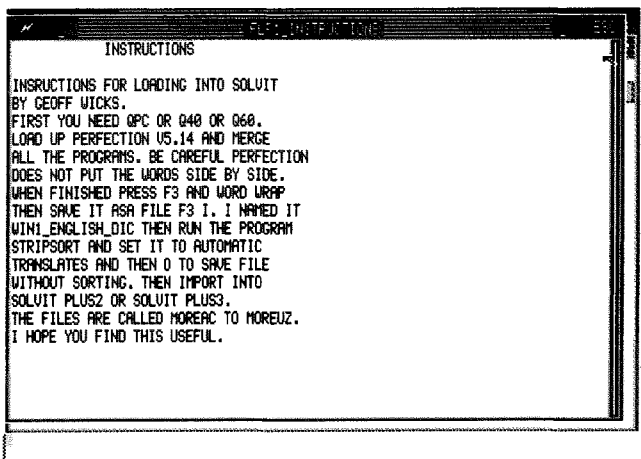 FLP1_INSTRUCTIONS ESC
INSTRUCTIONS
INSRUCTIONS FOR LOADING INTO SOLVIT
BY GEOFF WICKS.
FIRST YOU NEED QPC OR Q40 OR Q60.
LOAD UP PERFECTION V5.14 AND MERGE
ALL THE PROGRAMS. BE CAREFUL PERFECTION
DOES NOT PUT THE WORDS SIDE BY SIDE.
WHEN FINISHED PRESS F3 AND WORD WRAP
THEN SAVE IT ASA FILE F3 I. I NAMED IT
WIN1_ENGLISH_DIC THEN RUN THE PROGRAM
STRIPSORT AND SET IT TO AUTOMATIC
TRANSLATES AND THEN O TO SAVE FILE
WITHOUT SORTING. THEN IMPORT INTO
SOLVIT PLUS2 OR SOLVIT PLUS3.
THE FILES ARE CALLED MOREAC TO MOREUZ.
I HOPE YOU FIND THIS USEFUL.